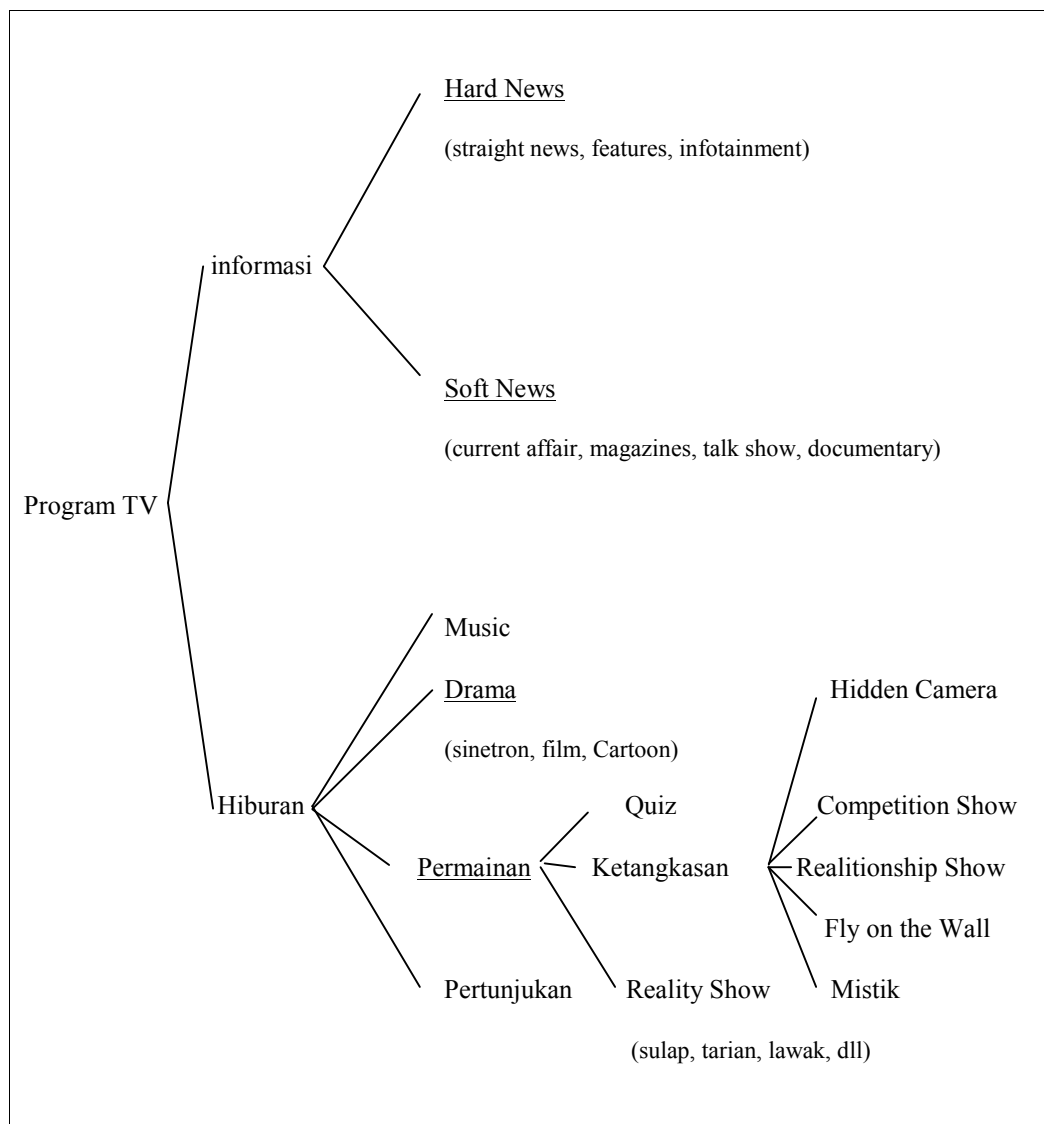 Hard News
(straight news, features, infotainment)
informasi
Soft News
(current affair, magazines, talk show, documentary)
Program TV
Music
Drama
Hidden Camera
(sinetron, film, Cartoon)
Hiburan
Quiz
Competition Show
Permainan
Ketangkasan
Realitionship Show
Fly on the Wall
Pertunjukan
Reality Show
Mistik
(sulap, tarian, lawak, dll)